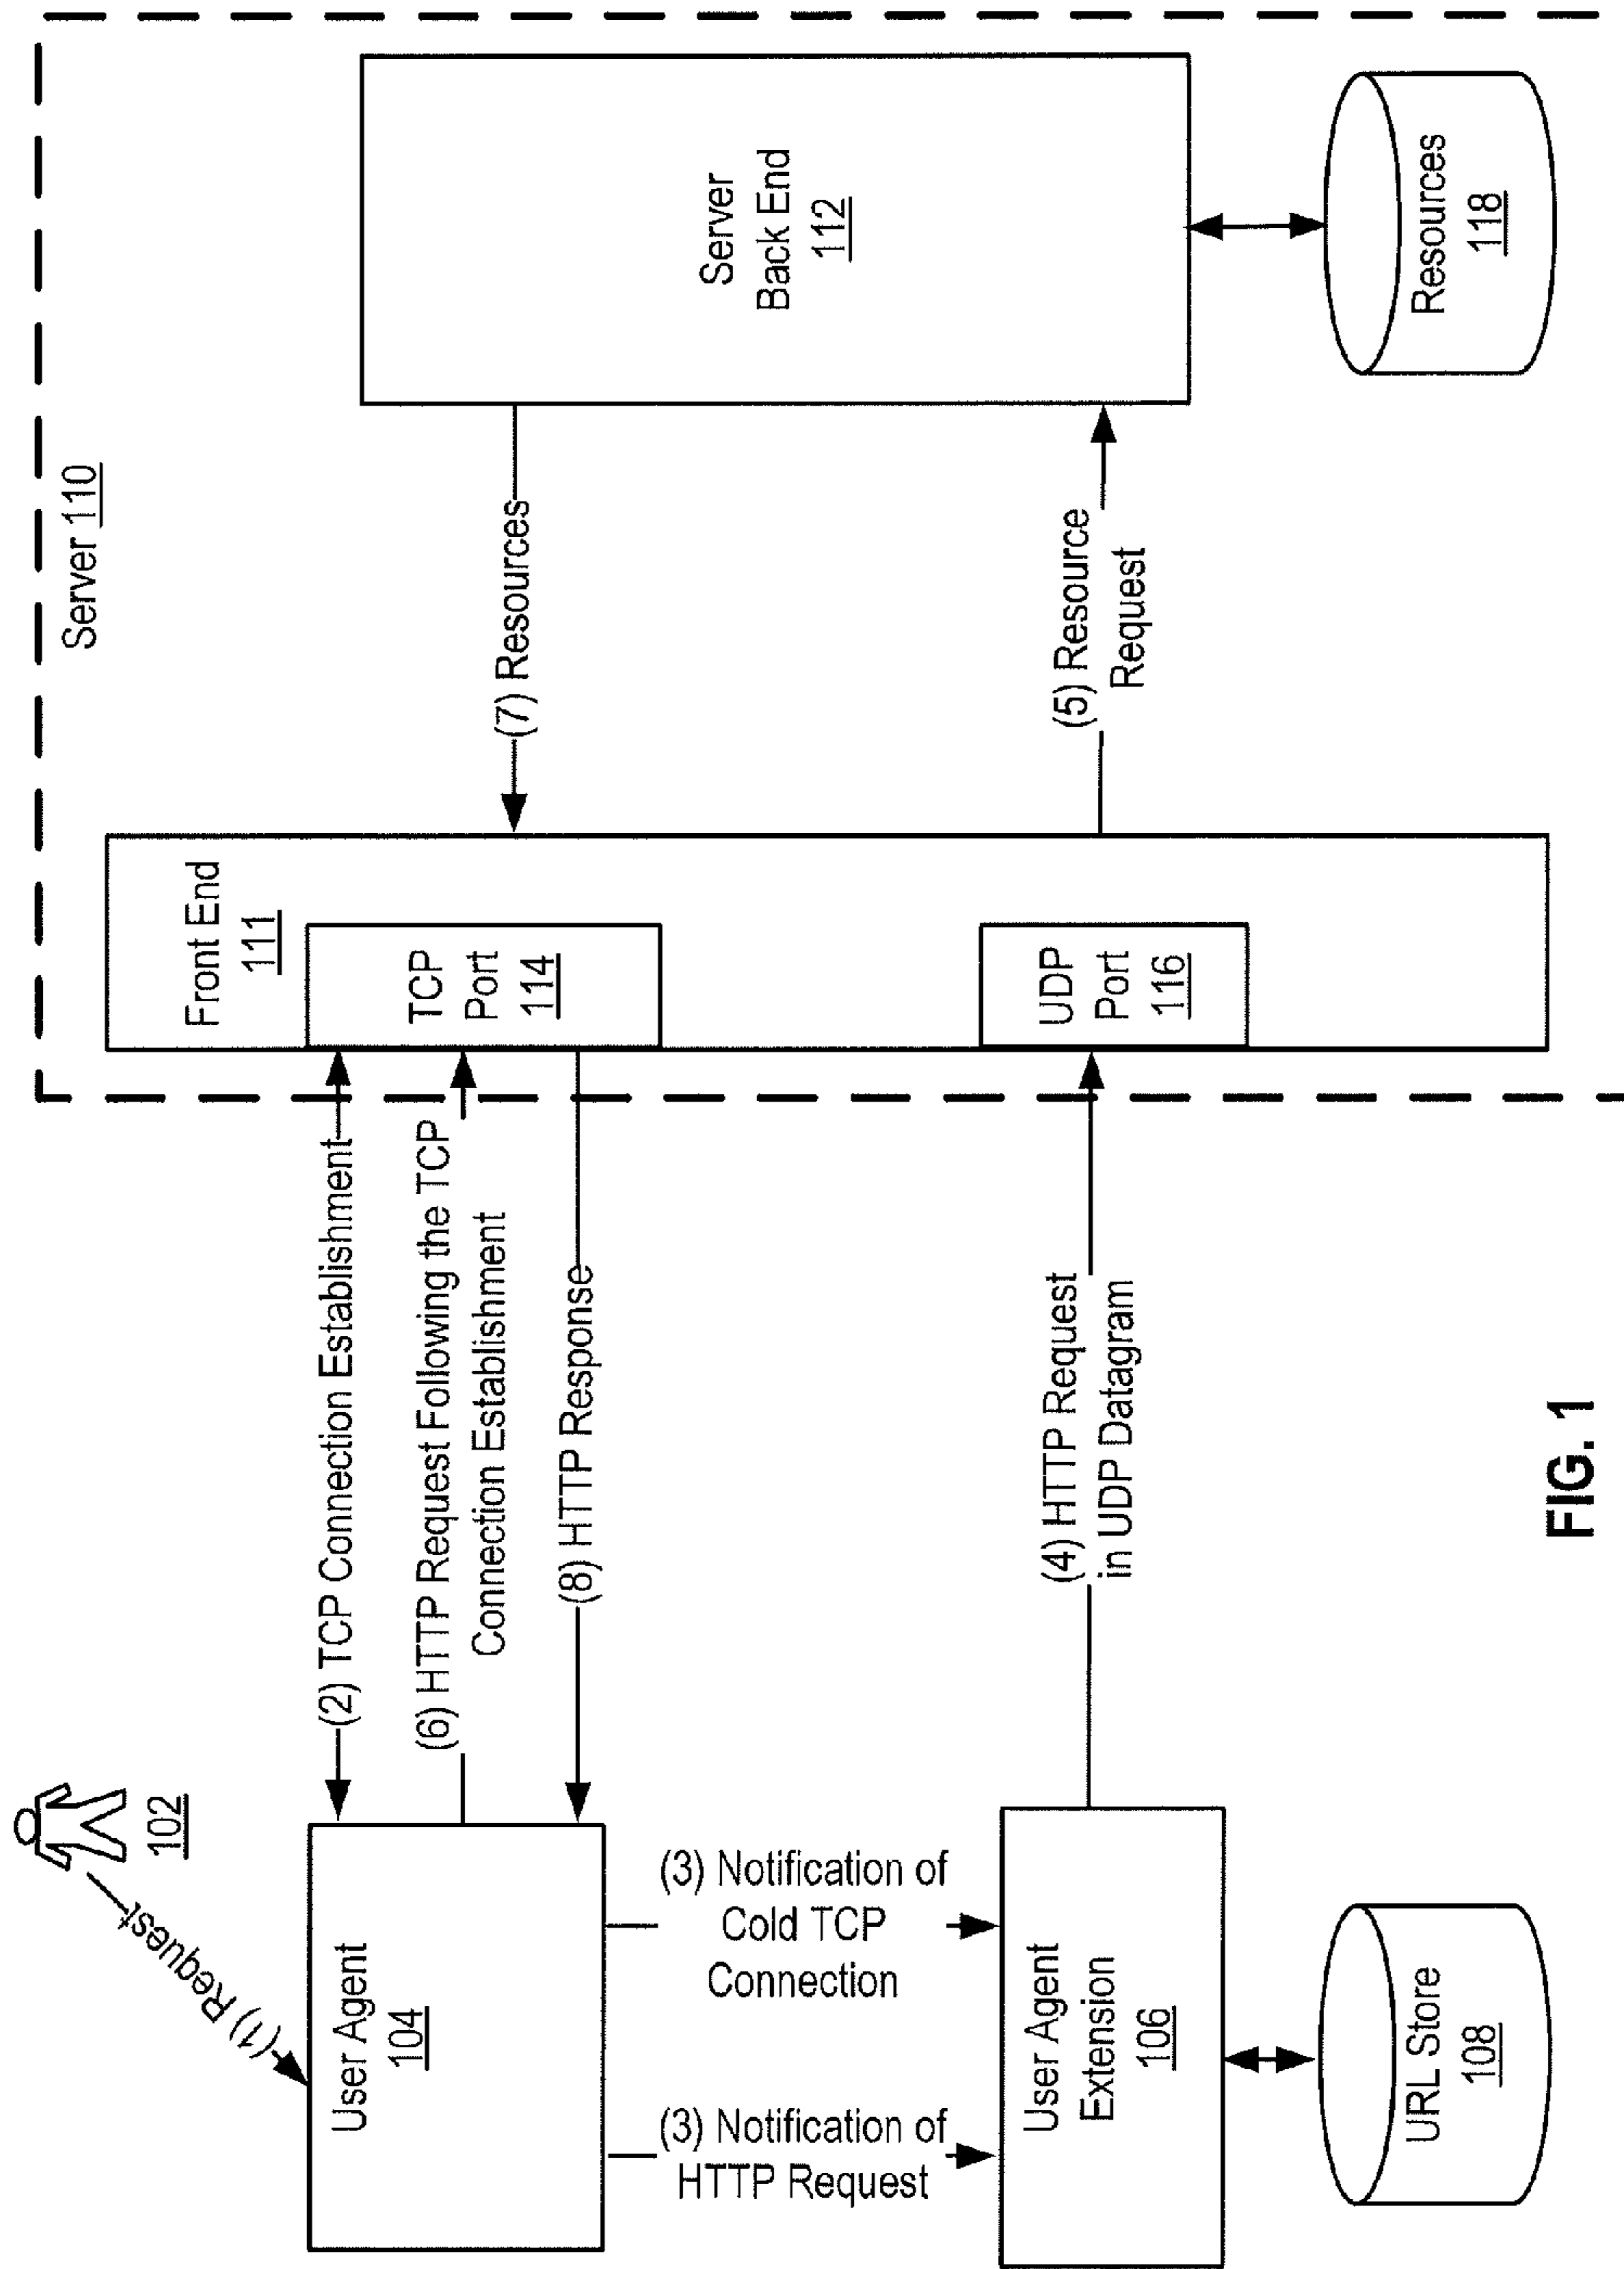 Server 110
Front End
111
TCP
Port
114
UDP
Port
116
Server
Back End
112
Resources
118
(7) Resources
(5) Resource
Request
102
(1) Request
(2) TCP Connection Establishment
(6) HTTP Request Following the TCP
Connection Establishment
(8) HTTP Response
(4) HTTP Request
in UDP Datagram
User Agent
104
(3) Notification of
Cold TCP
Connection
(3) Notification of
HTTP Request
User Agent
Extension
106
URL Store
108
FIG. 1